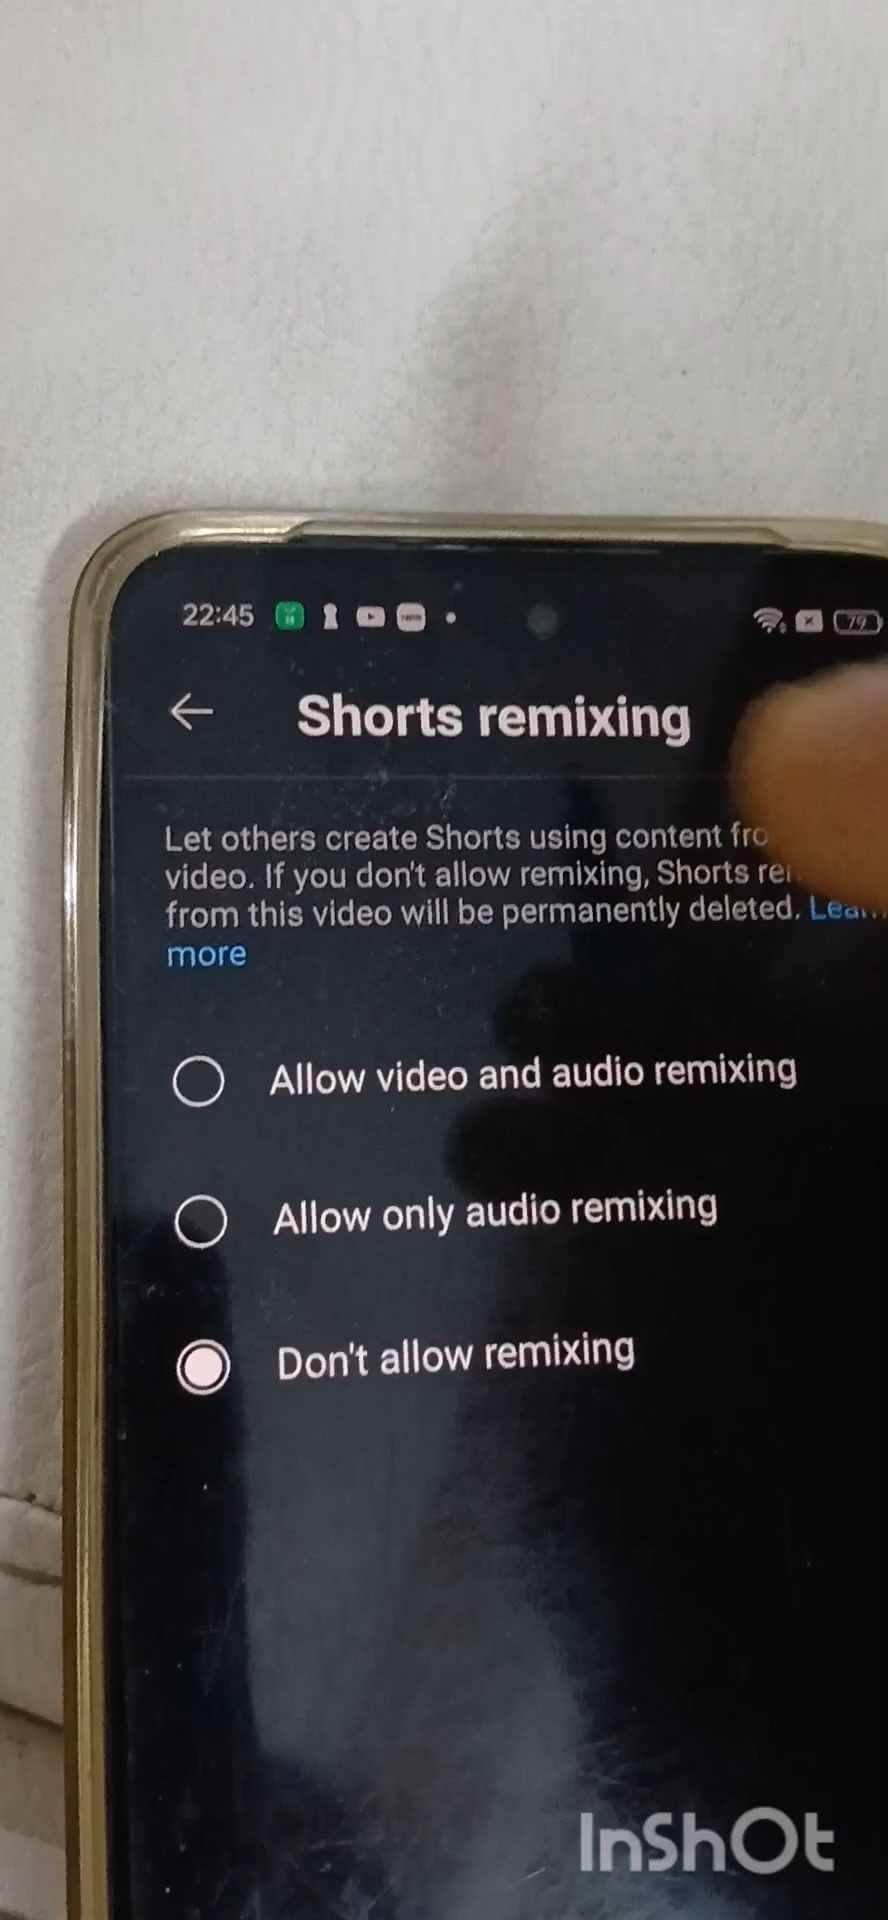 22:45
79
Shorts remixing
Let others create Shorts using content
video. If you don't allow remixing, Shorts
from this video will be permanently deleted.
more
Allow video and audio remixing
Allow only audio remixing
Don't allow remixing
InShOt